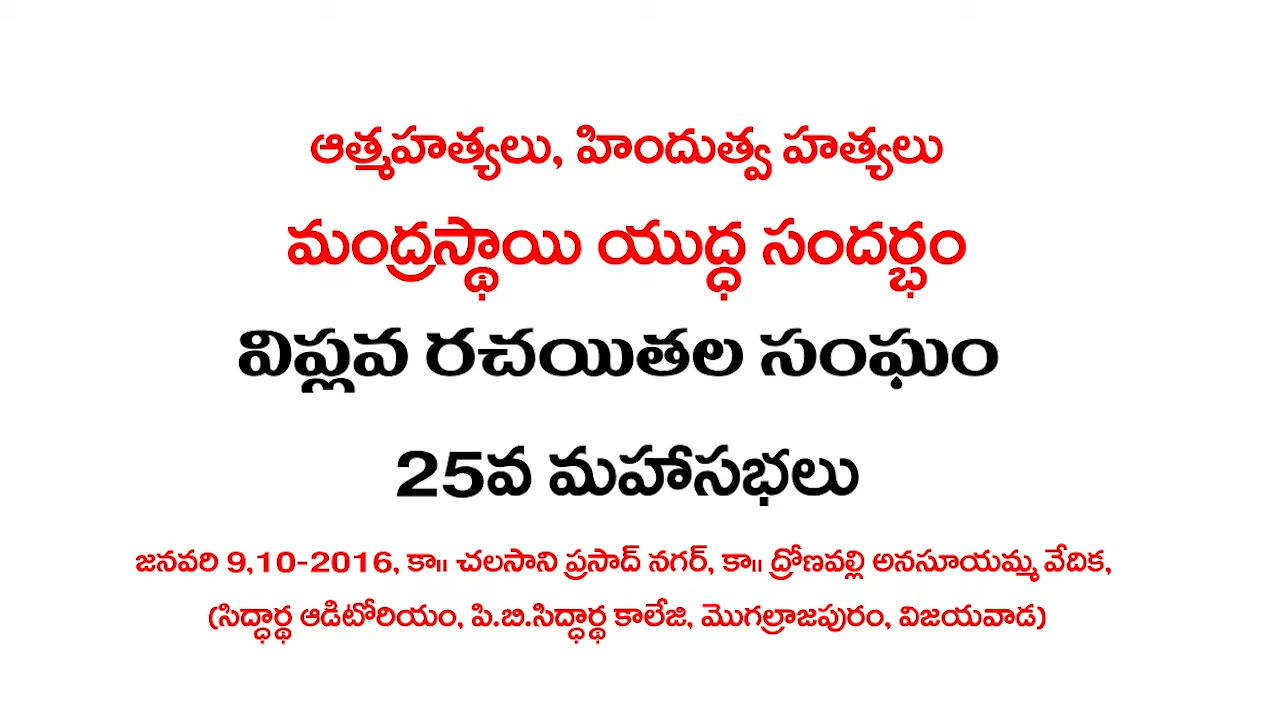 ఆత్మహత్యలు, హిందుత్వ హత్యలు
మంద్రస్థాయి యుద్ధ సందర్భం
విప్లవ రచయితల సంఘం
25వ మహాసభలు
జనవరి 9,10-2016, కా॥ చలసాని ప్రసాద్ నగర్, కా॥ ద్రోణవల్లి అనసూయమ్మ వేదిక,
(సిద్ధార్థ ఆడిటోరియం, పి.బి.సిద్ధార్థ కాలేజి, మొగల్రాజపురం, విజయవాడ)